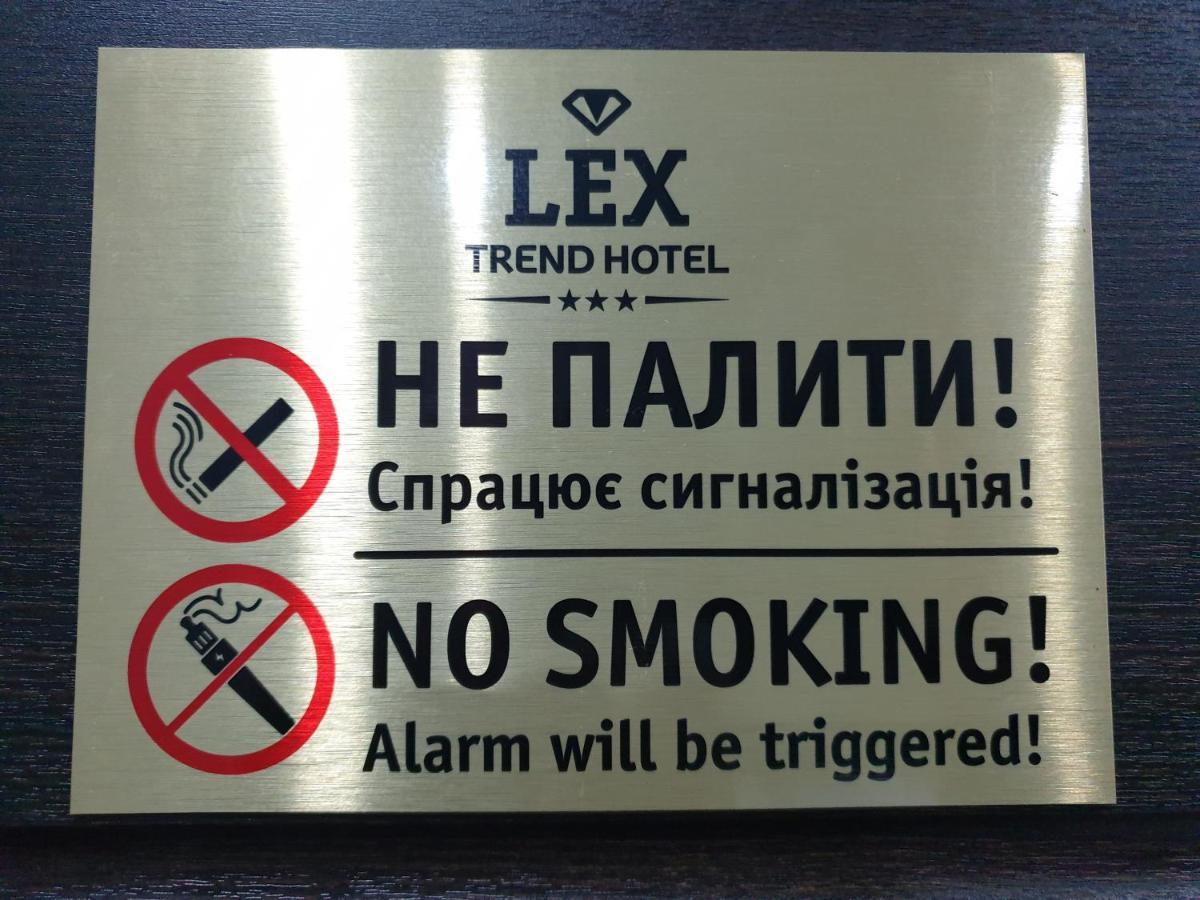 LEX
TREND HOTEL
НЕ ПАЛИТИ!
Спрацює сигналізація!
NO SMOKING!
Alarm will be triggered!